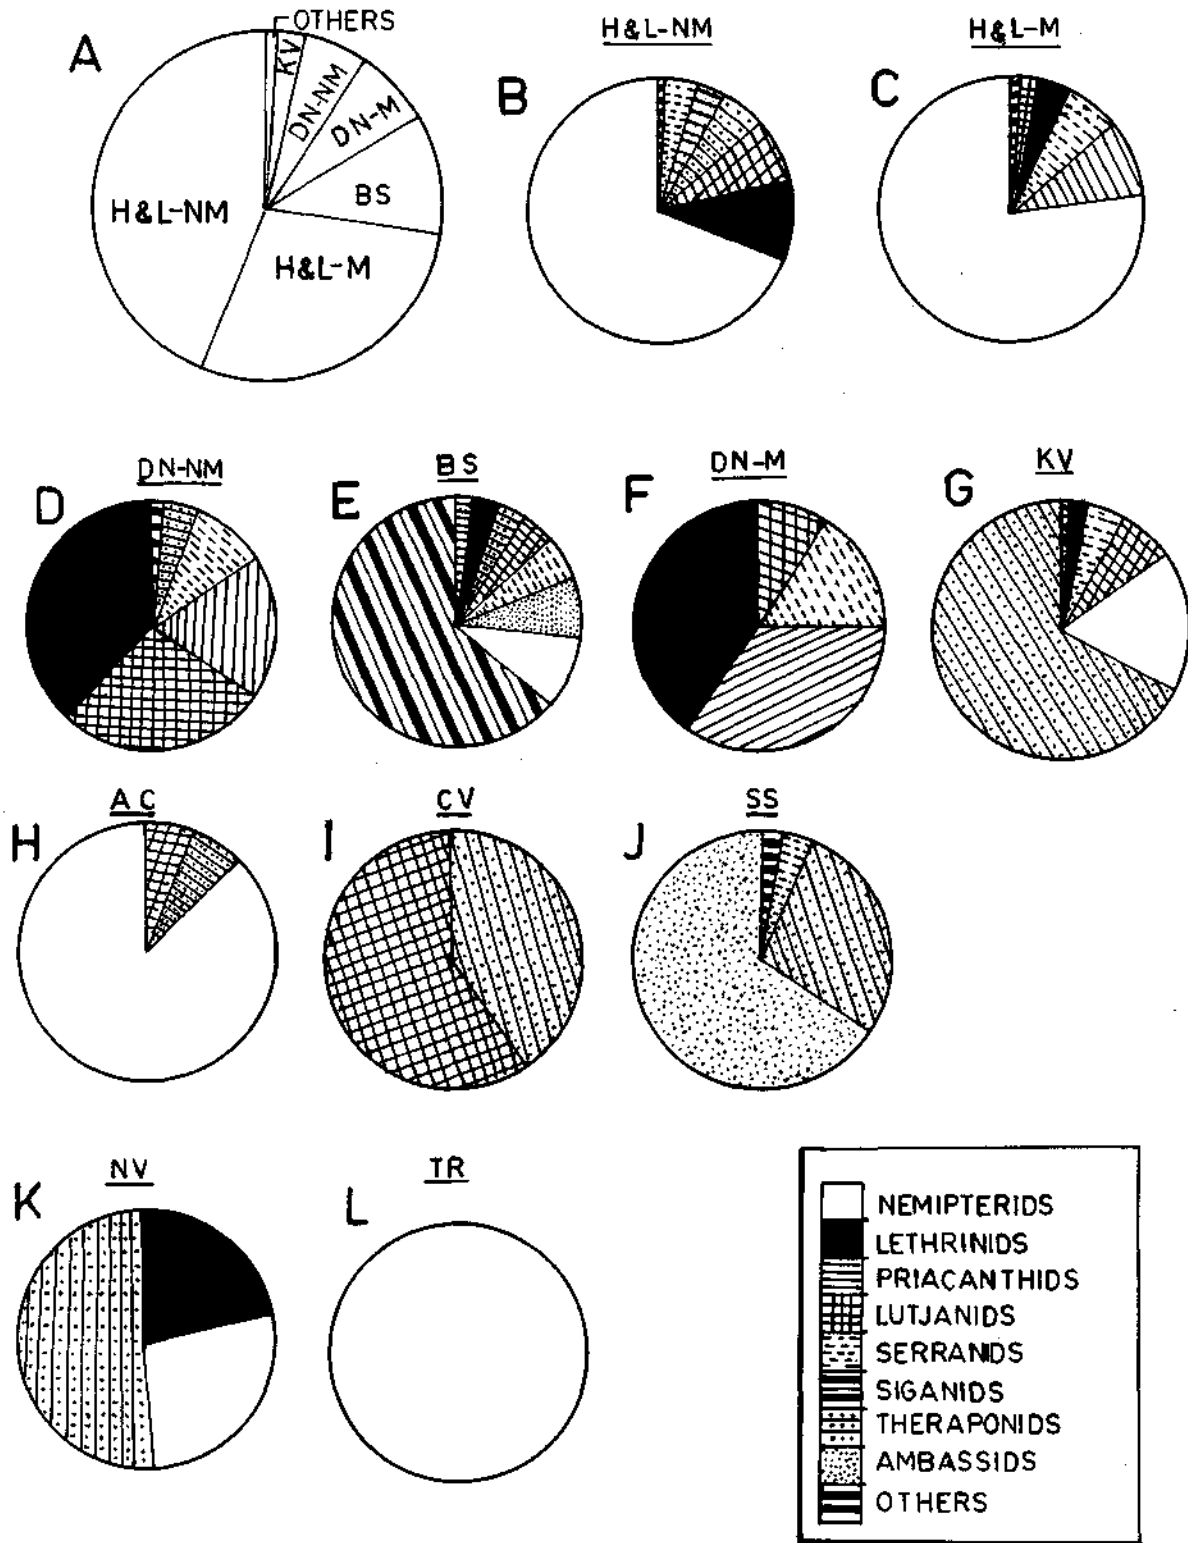 A
OTHERS
KV
DN-NM
DN-M
BS
H&L-M
H&L-NM
B
H&L-NM
C
H&L-M
D
DN-NM
E
BS
F
DN-M
G
KV
H
AC
I
CV
J
SS
K
NV
L
TR
NEMIPTERIDS
LETHRINIDS
PRIACANTHIDS
LUTJANIDS
SERRANIDS
SIGANIDS
THERAPONIDS
AMBASSIDS
OTHERS